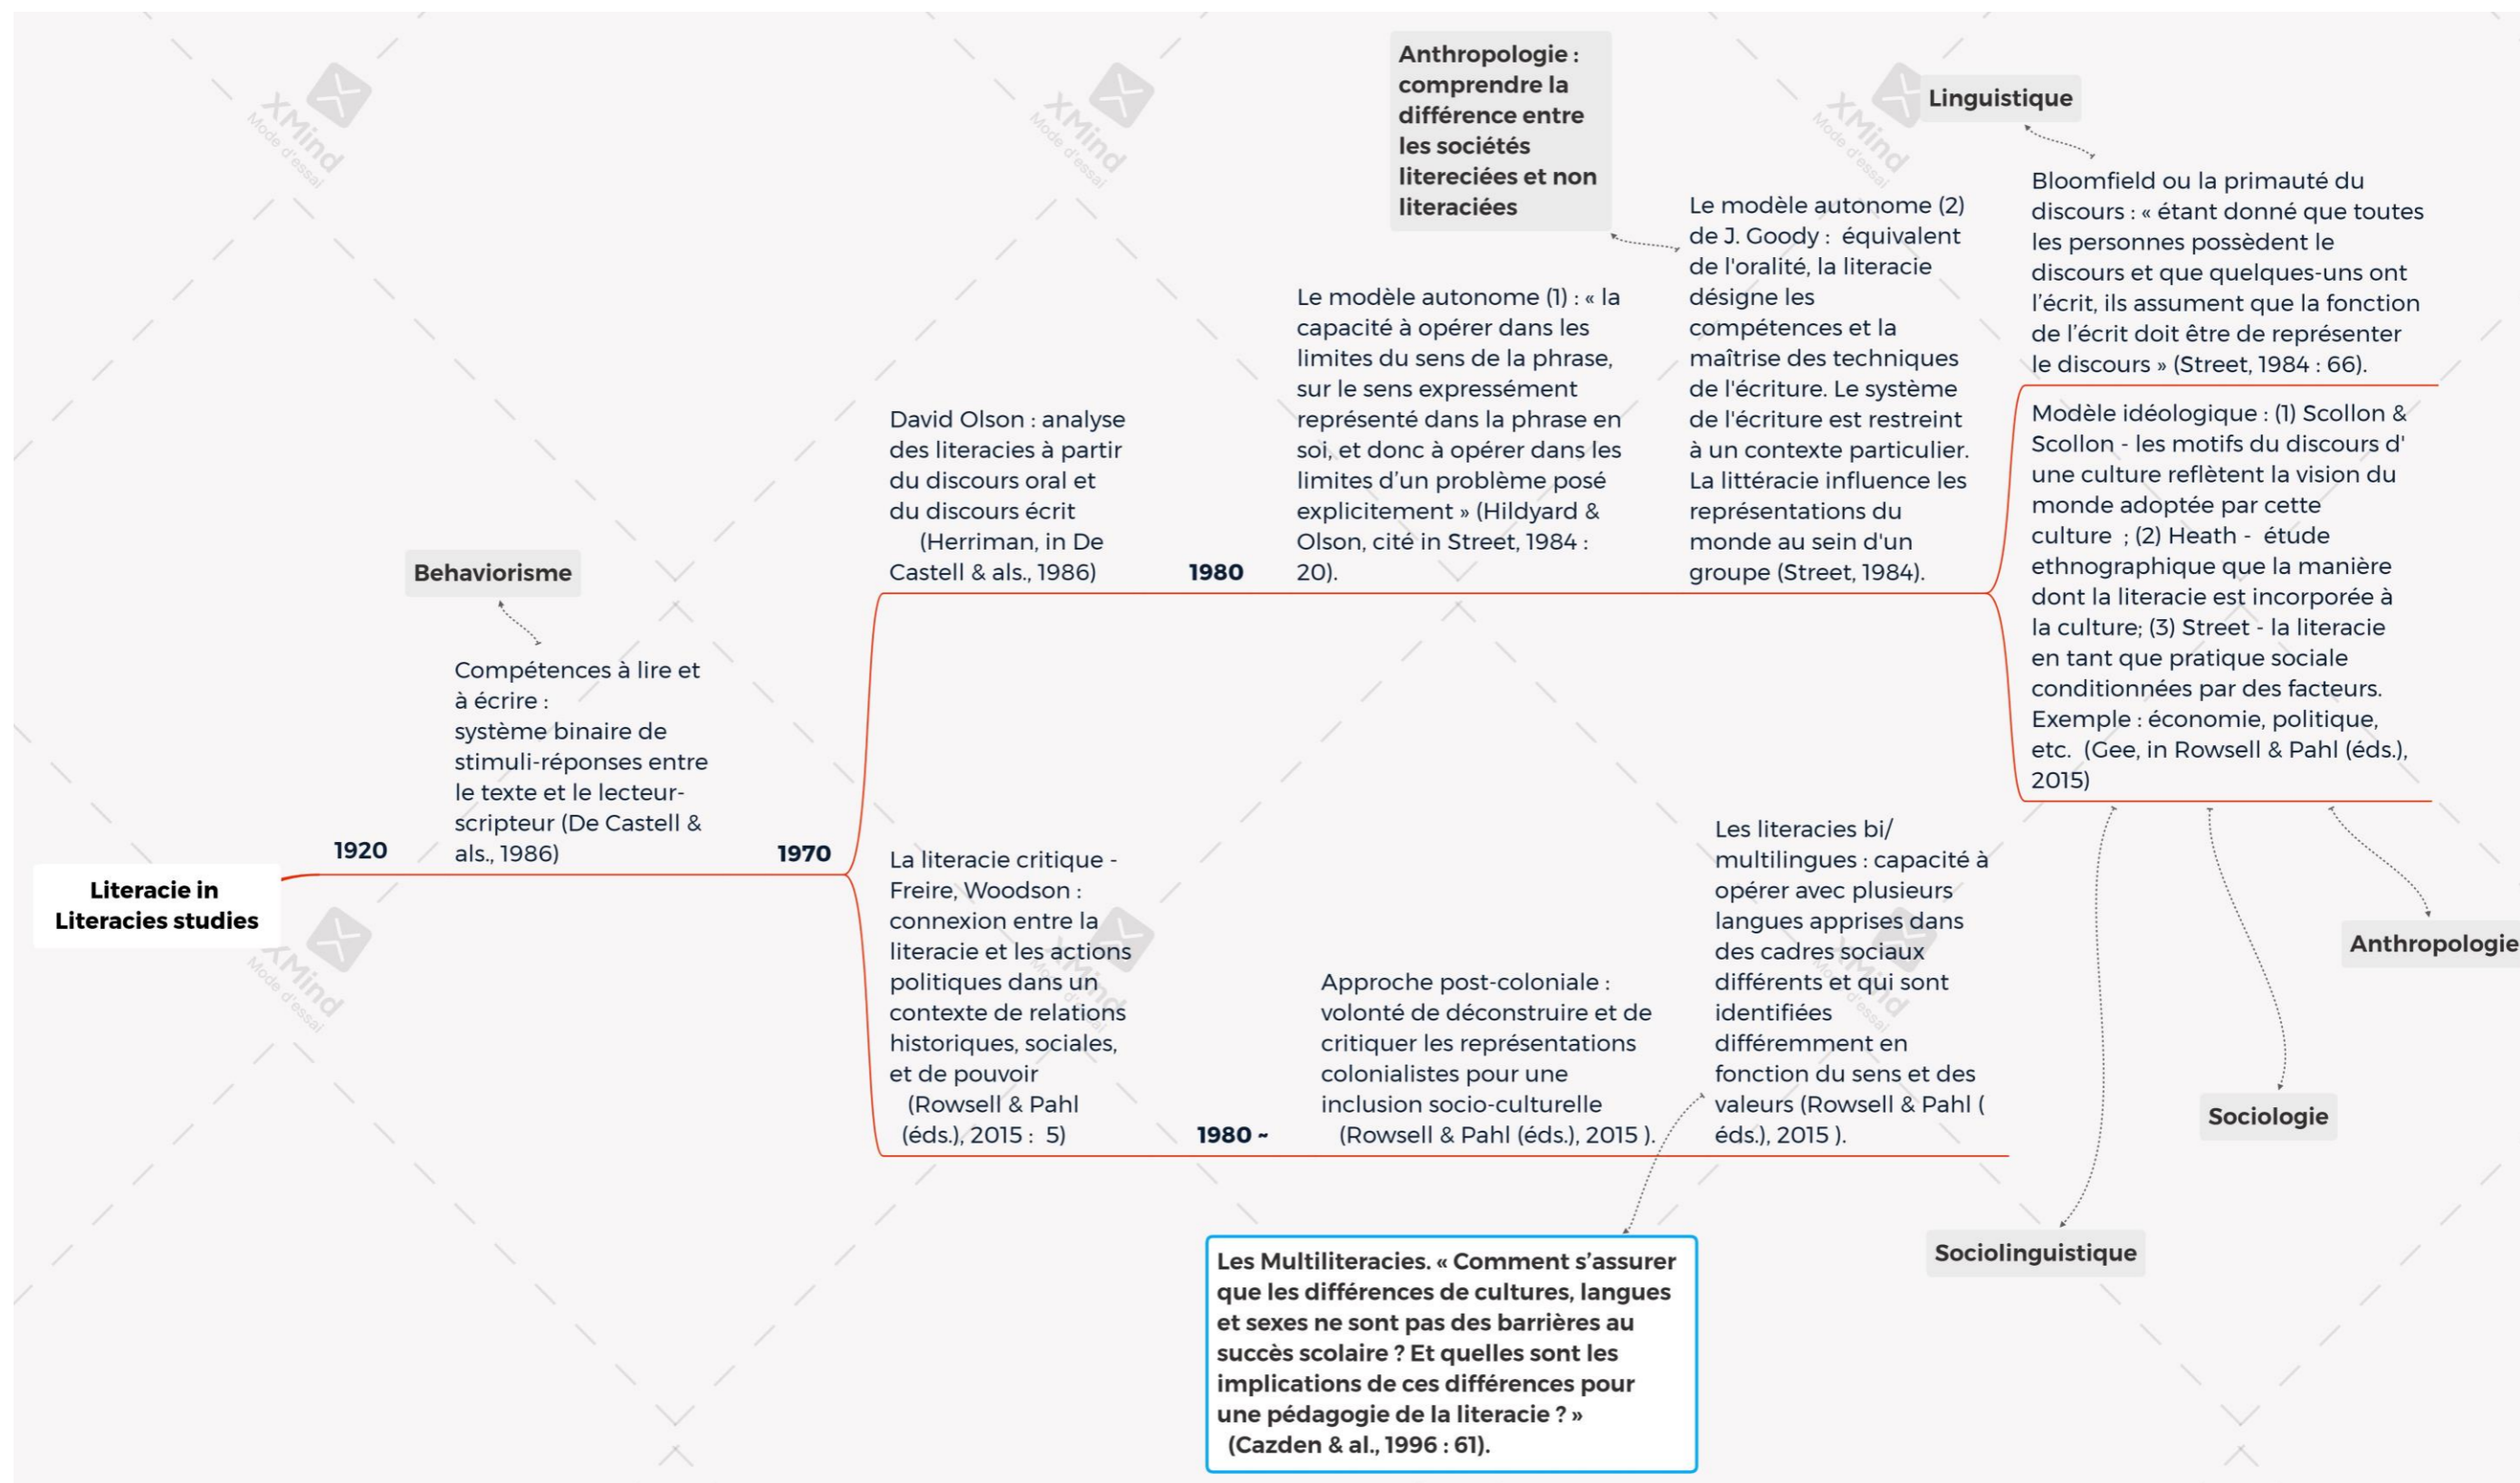 Literacie in
Literacies studies
1920
Behaviorisme
Compétences à lire et
à écrire :
système binaire de
stimuli-réponses entre
le texte et le lecteur-
scripteur (De Castell &
als., 1986)
1970
David Olson : analyse
des literacies à partir
du discours oral et
du discours écrit
(Herriman, in De
Castell & als., 1986)
1980
Le modèle autonome (1) : « la
capacité à opérer dans les
limites du sens de la phrase,
sur le sens expressément
représenté dans la phrase en
soi, et donc à opérer dans les
limites d’un problème posé
explicitement » (Hildyard &
Olson, cité in Street, 1984 :
20).
Anthropologie :
comprendre la
différence entre
les sociétés
litereciées et non
literaciées
Le modèle autonome (2)
de J. Goody : équivalent
de l'oralité, la literacie
désigne les
compétences et la
maîtrise des techniques
de l'écriture. Le système
de l'écriture est restreint
à un contexte particulier.
La littéracie influence les
représentations du
monde au sein d'un
groupe (Street, 1984).
Linguistique
Bloomfield ou la primauté du
discours : « étant donné que toutes
les personnes possèdent le
discours et que quelques-uns ont
l’écrit, ils assument que la fonction
de l’écrit doit être de représenter
le discours » (Street, 1984 : 66).
Modèle idéologique : (1) Scollon &
Scollon - les motifs du discours d'
une culture reflètent la vision du
monde adoptée par cette
culture ; (2) Heath - étude
ethnographique que la manière
dont la literacie est incorporée à
la culture; (3) Street - la literacie
en tant que pratique sociale
conditionnées par des facteurs.
Exemple : économie, politique,
etc. (Gee, in Rowsell & Pahl (éds.),
2015)
Anthropologie
Sociologie
Sociolinguistique
La literacie critique -
Freire, Woodson :
connexion entre la
literacie et les actions
politiques dans un
contexte de relations
historiques, sociales,
et de pouvoir
(Rowsell & Pahl
(éds.), 2015 : 5)
1980 ~
Approche post-coloniale :
volonté de déconstruire et de
critiquer les représentations
colonialistes pour une
inclusion socio-culturelle
(Rowsell & Pahl (éds.), 2015 ).
Les literacies bi/
multilingues : capacité à
opérer avec plusieurs
langues apprises dans
des cadres sociaux
différents et qui sont
identifiées
différemment en
fonction du sens et des
valeurs (Rowsell & Pahl (
éds.), 2015 ).
Les Multiliteracies. « Comment s’assurer
que les différences de cultures, langues
et sexes ne sont pas des barrières au
succès scolaire ? Et quelles sont les
implications de ces différences pour
une pédagogie de la literacie ? »
(Cazden & al., 1996 : 61).
XMind
Mode d'essai
XMind
Mode d'essai
XMind
Mode d'essai
XMind
Mode d'essai